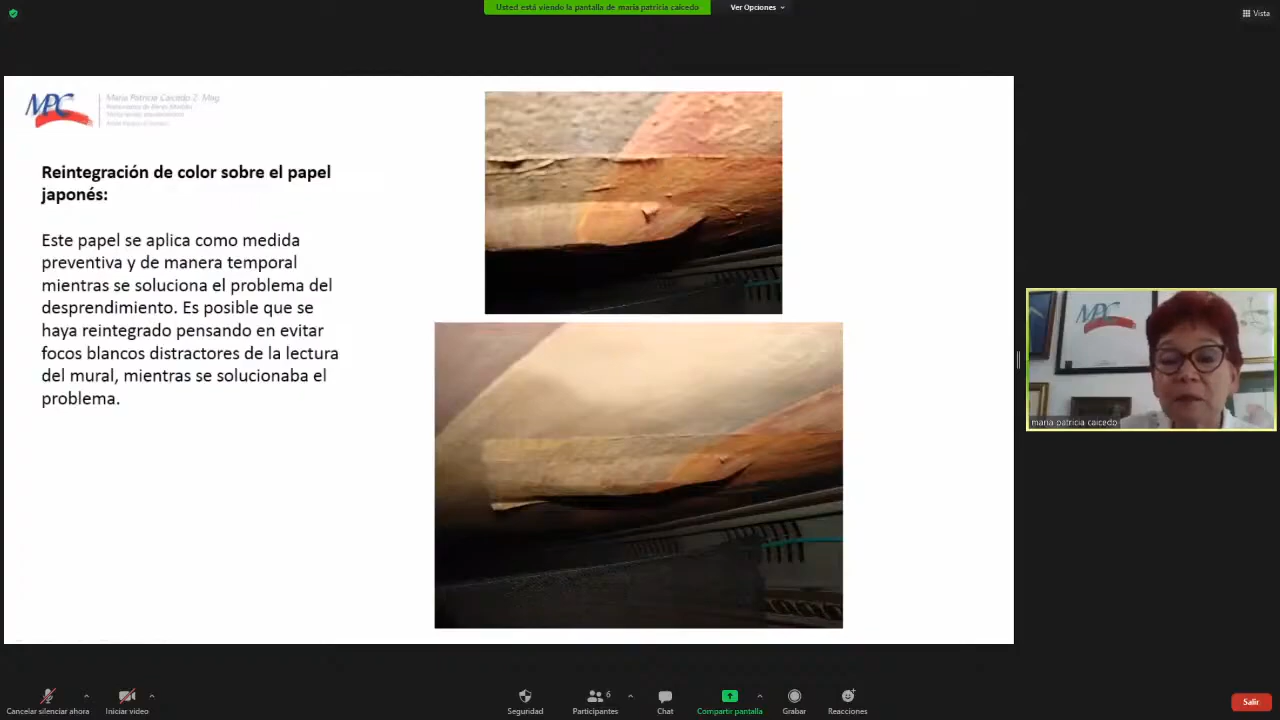 Usted está viendo la pantalla de maria patricia caicedo
Ver Opciones
Vista
MPC
Maria Patricia Caicedo Z. Mag.
Reintegración de color sobre el papel
japonés:
Este papel se aplica como medida
preventiva y de manera temporal
mientras se soluciona el problema del
desprendimiento. Es posible que se
haya reintegrado pensando en evitar
focos blancos distractores de la lectura
del mural, mientras se solucionaba el
problema.
MPC
maria patricia caicedo
Cancelar silenciar ahora
Iniciar video
Seguridad
Participantes
6
Chat
Compartir pantalla
Grabar
Reacciones
Salir